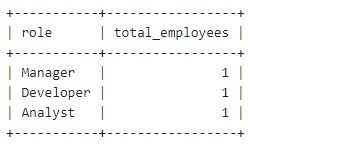 +-----------+-----------------+
| role      | total_employees |
+-----------+-----------------+
| Manager   |               1 |
| Developer |               1 |
| Analyst   |               1 |
+-----------+-----------------+